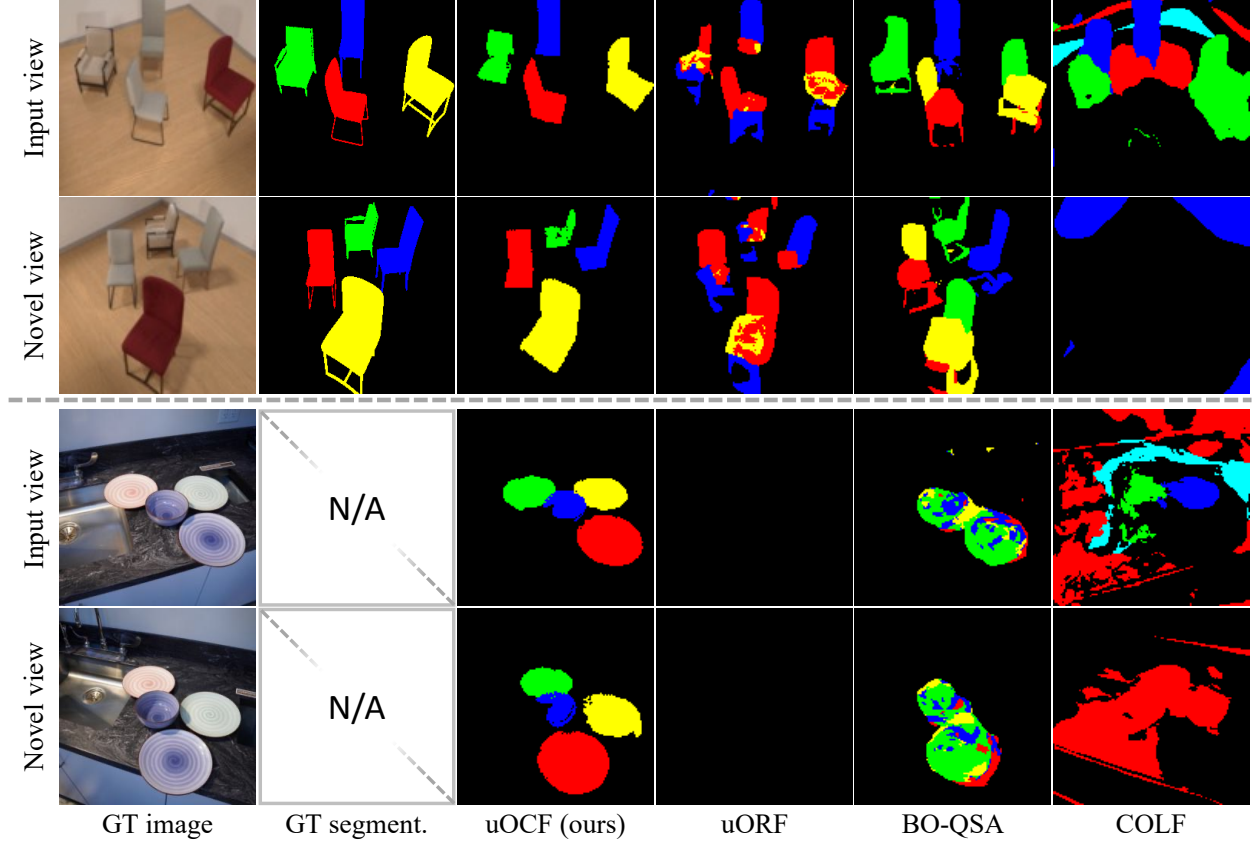 Input view
Novel view
Input view
N/A
Novel view
N/A
GT image
GT segment.
uOCF (ours)
uORF
BO-QSA
COLF